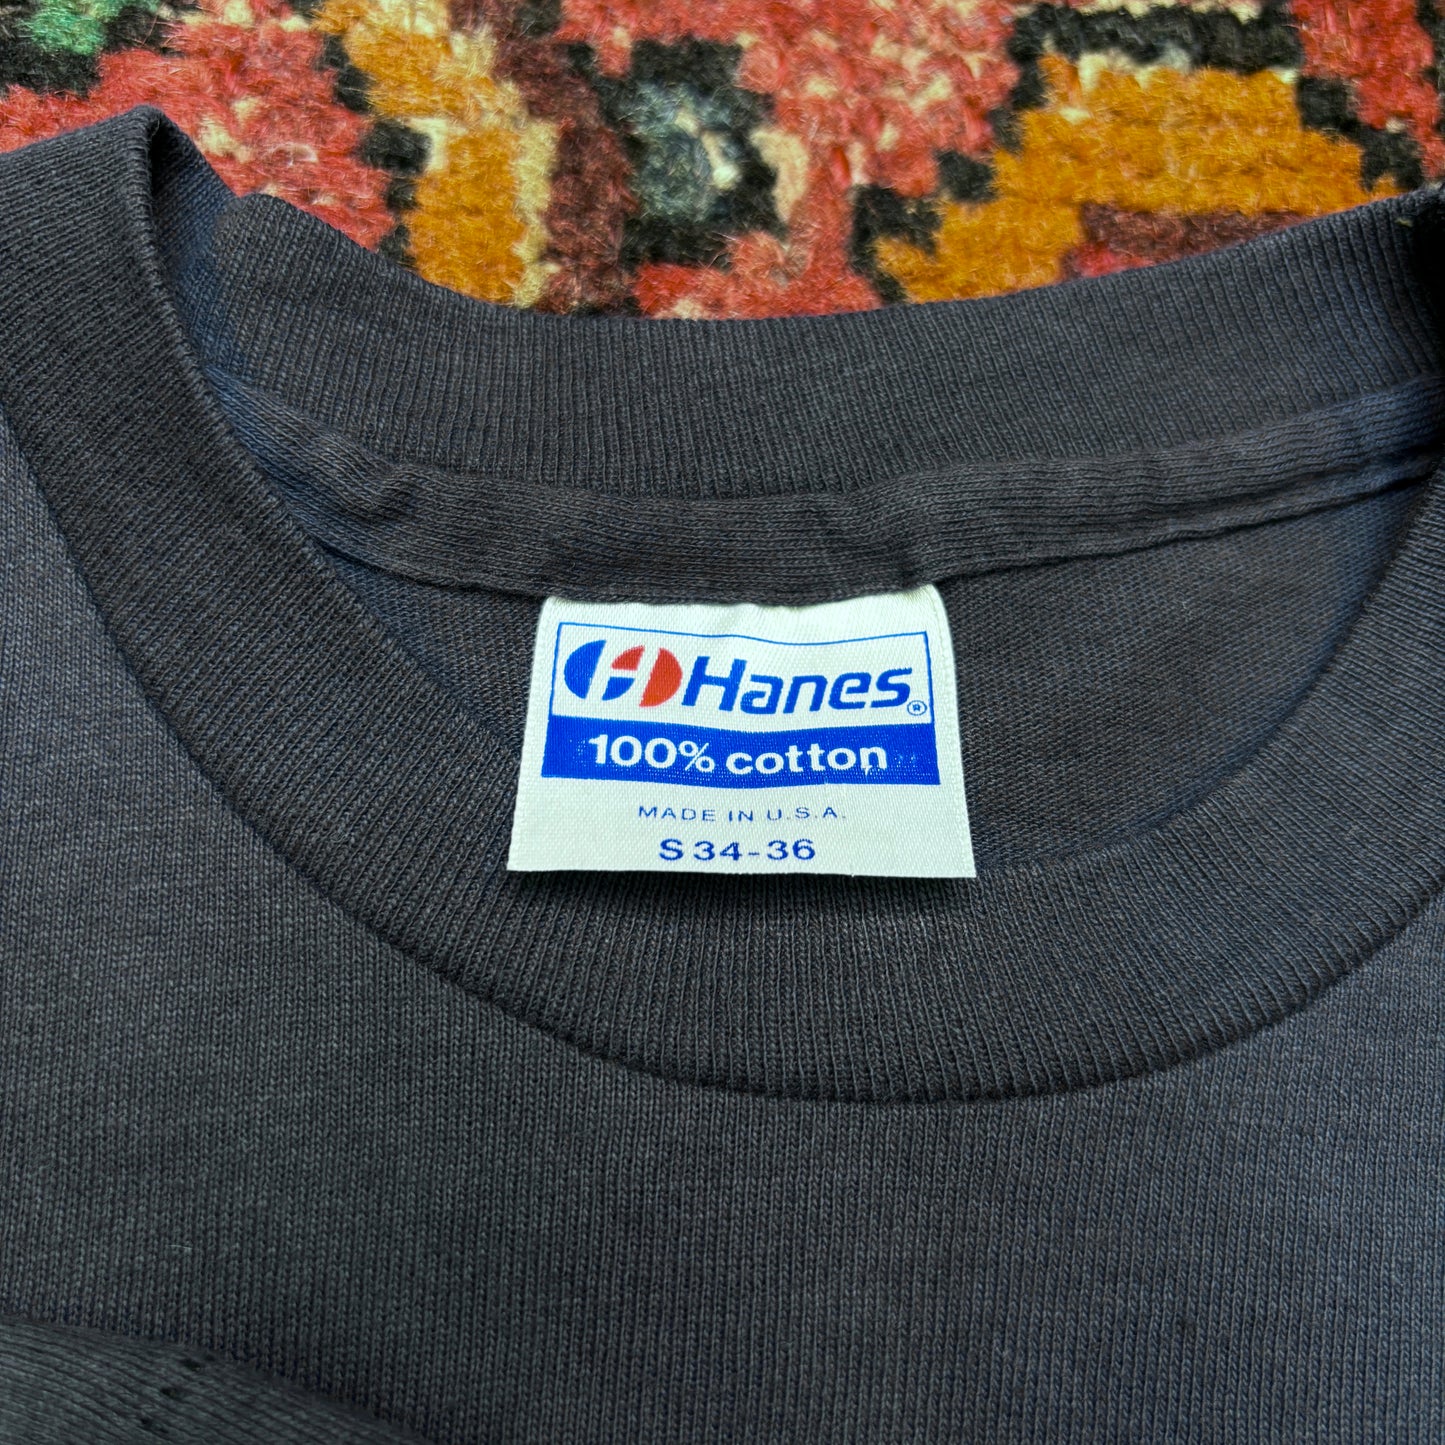 Hanes®
100% cotton
MADE IN U.S.A.
S 34-36